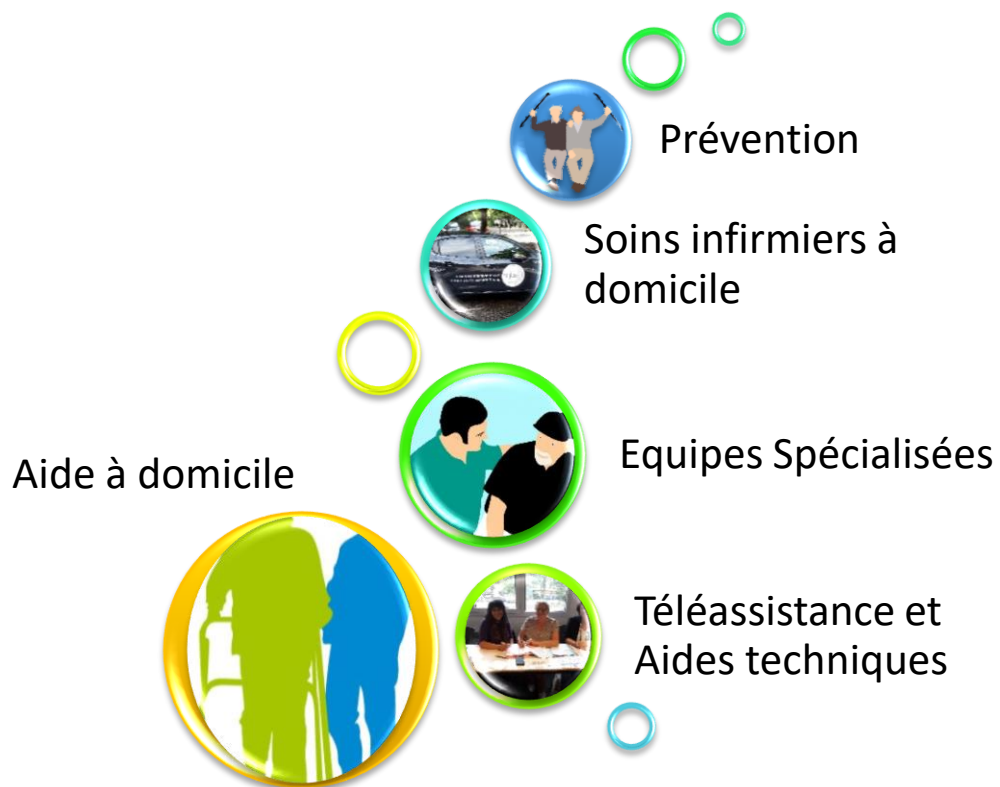 Prévention
Soins infirmiers à
domicile
Equipes Spécialisées
Aide à domicile
Téléassistance et
Aides techniques